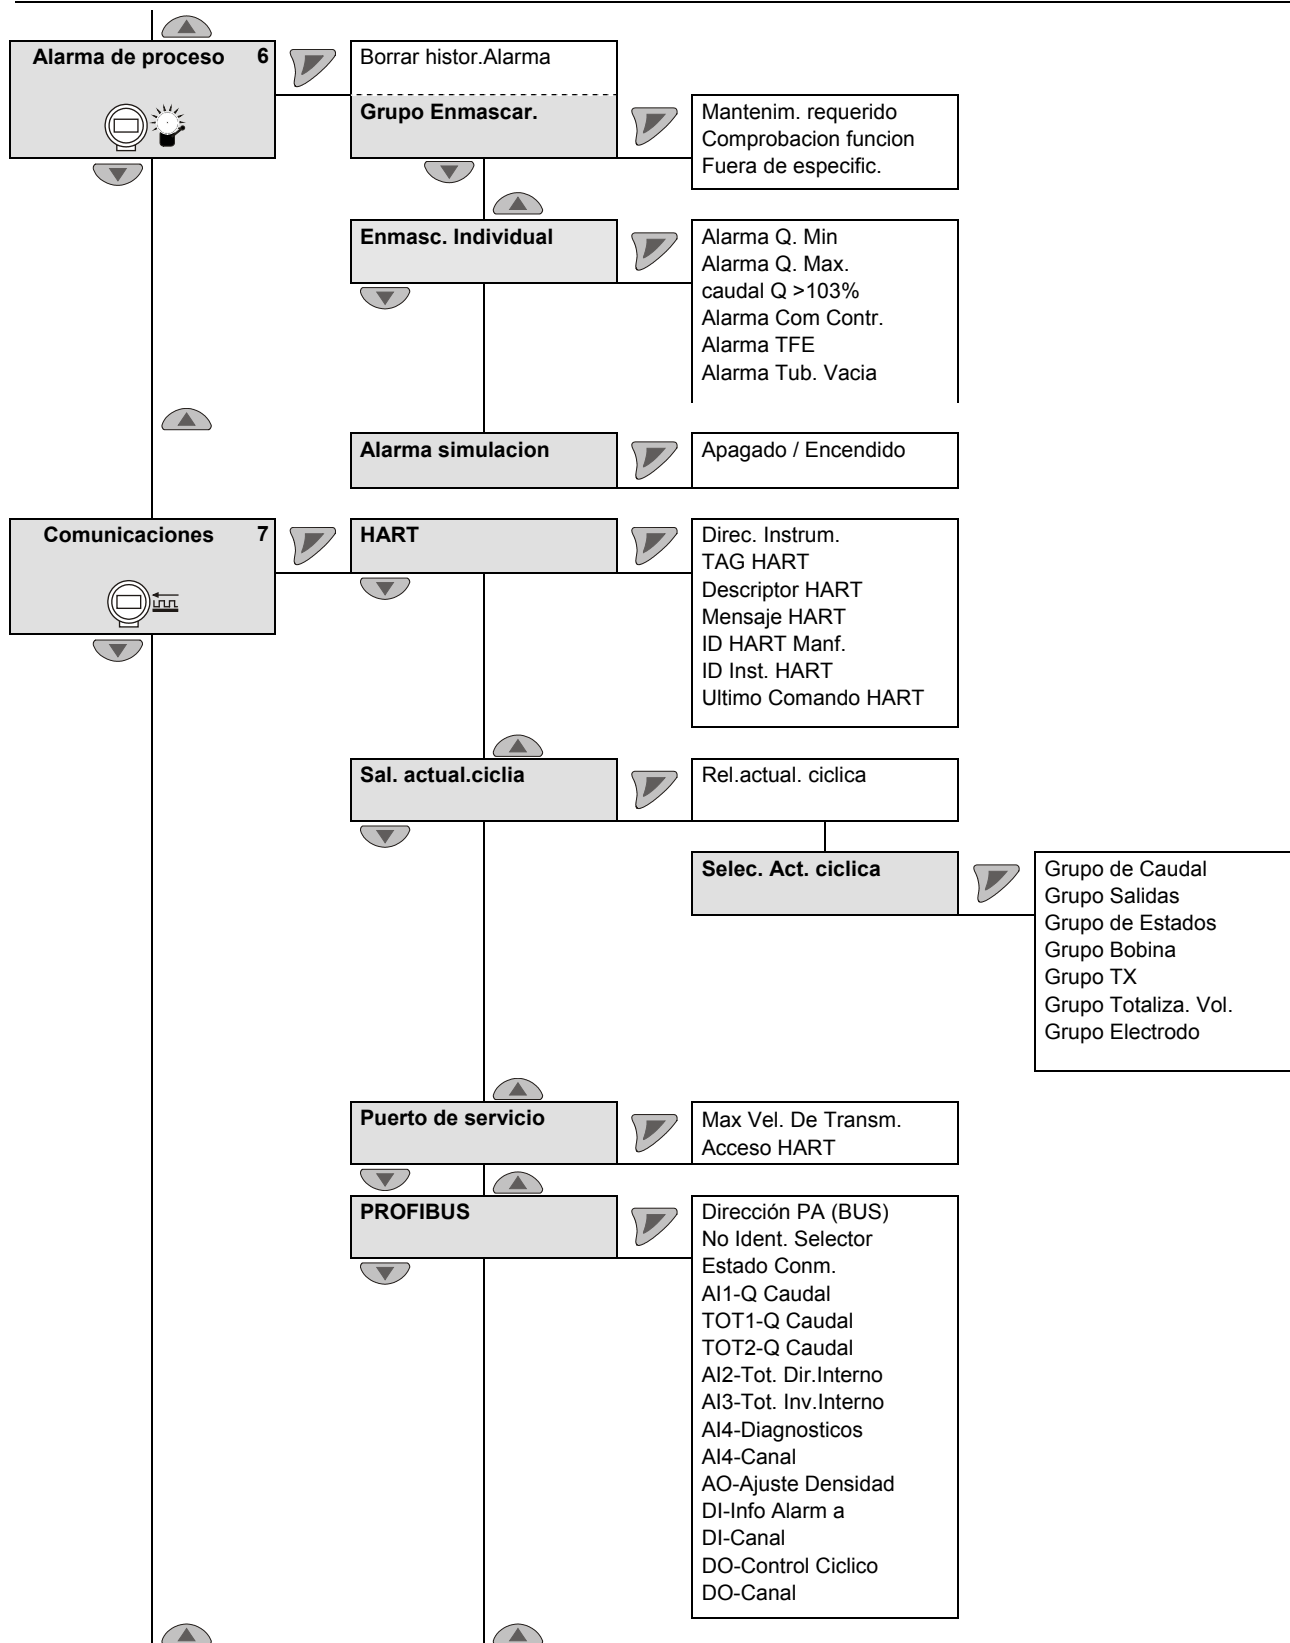 Alarma de proceso 6
Borrar histor.Alarma
Grupo Enmascar.
Mantenim. requerido
Comprobacion funcion
Fuera de especific.
Enmasc. Individual
Alarma Q. Min
Alarma Q. Max.
caudal Q >103%
Alarma Com Contr.
Alarma TFE
Alarma Tub. Vacia
Alarma simulacion
Apagado / Encendido
Comunicaciones 7
HART
Direc. Instrum.
TAG HART
Descriptor HART
Mensaje HART
ID HART Manf.
ID Inst. HART
Ultimo Comando HART
Sal. actual.ciclia
Rel.actual. ciclica
Selec. Act. ciclica
Grupo de Caudal
Grupo Salidas
Grupo de Estados
Grupo Bobina
Grupo TX
Grupo Totaliza. Vol.
Grupo Electrodo
Puerto de servicio
Max Vel. De Transm.
Acceso HART
PROFIBUS
Dirección PA (BUS)
No Ident. Selector
Estado Conm.
AI1-Q Caudal
TOT1-Q Caudal
TOT2-Q Caudal
AI2-Tot. Dir.Interno
AI3-Tot. Inv.Interno
AI4-Diagnosticos
AI4-Canal
AO-Ajuste Densidad
DI-Info Alarm a
DI-Canal
DO-Control Ciclico
DO-Canal